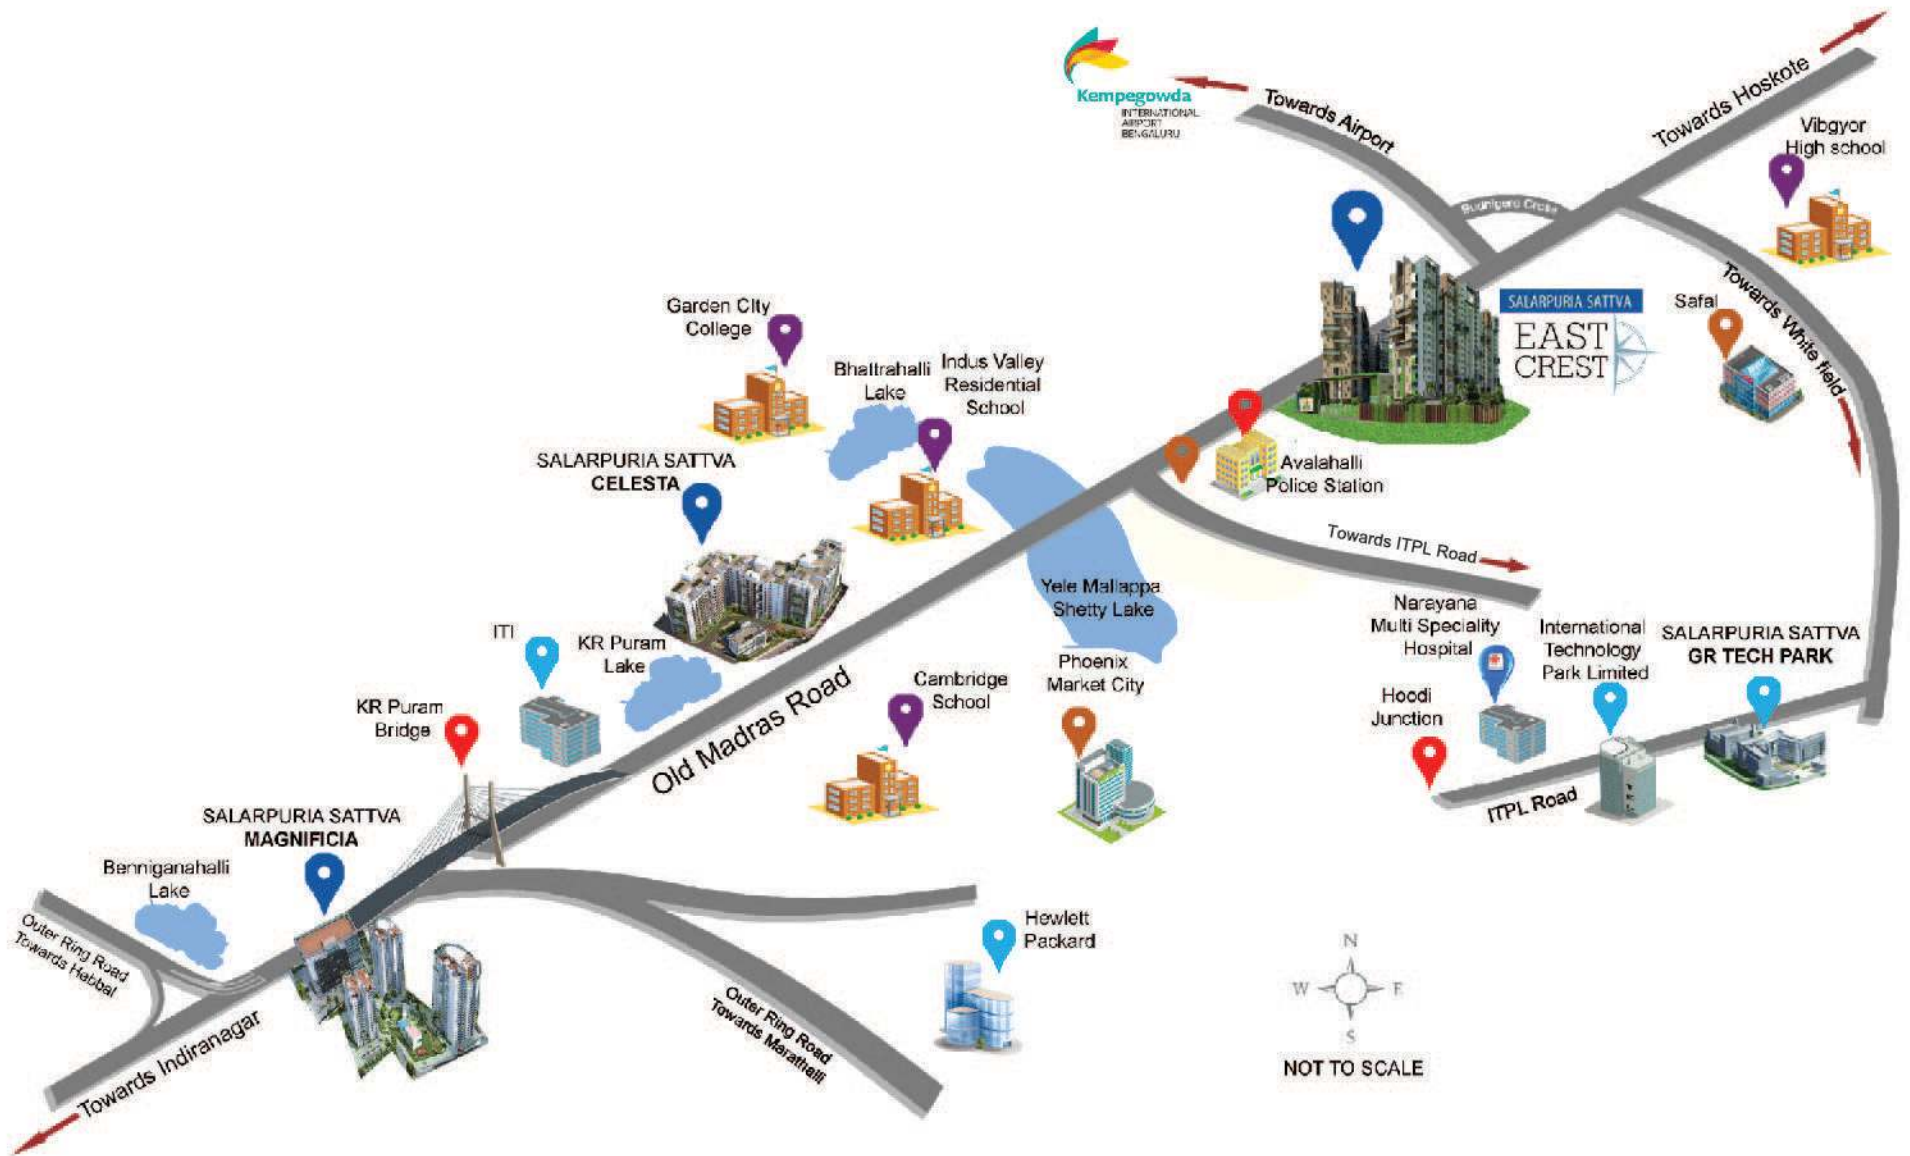 Kempegowda
INTERNATIONAL
AIRPORT
BENGALURU
Towards Airport
Towards Hoskote
Vibgyor
High school
Budhigere Cross
SALARPURIA SATTVA
EAST
CREST
Safal
Towards White field
Garden City
College
Bhattrahalli
Lake
Indus Valley
Residential
School
SALARPURIA SATTVA
CELESTA
Avalahalli
Police Station
Towards ITPL Road
Yele Mallappa
Shetty Lake
ITI
KR Puram
Lake
KR Puram
Bridge
Old Madras Road
Cambridge
School
Phoenix
Market City
Narayana
Multi Speciality
Hospital
International
Technology
Park Limited
SALARPURIA SATTVA
GR TECH PARK
Hoodi
Junction
ITPL Road
SALARPURIA SATTVA
MAGNIFICIA
Benniganahalli
Lake
Outer Ring Road
Towards Habbal
Towards Indiranagar
Outer Ring Road
Towards Marathalli
Hewlett
Packard
N
W
E
S
NOT TO SCALE